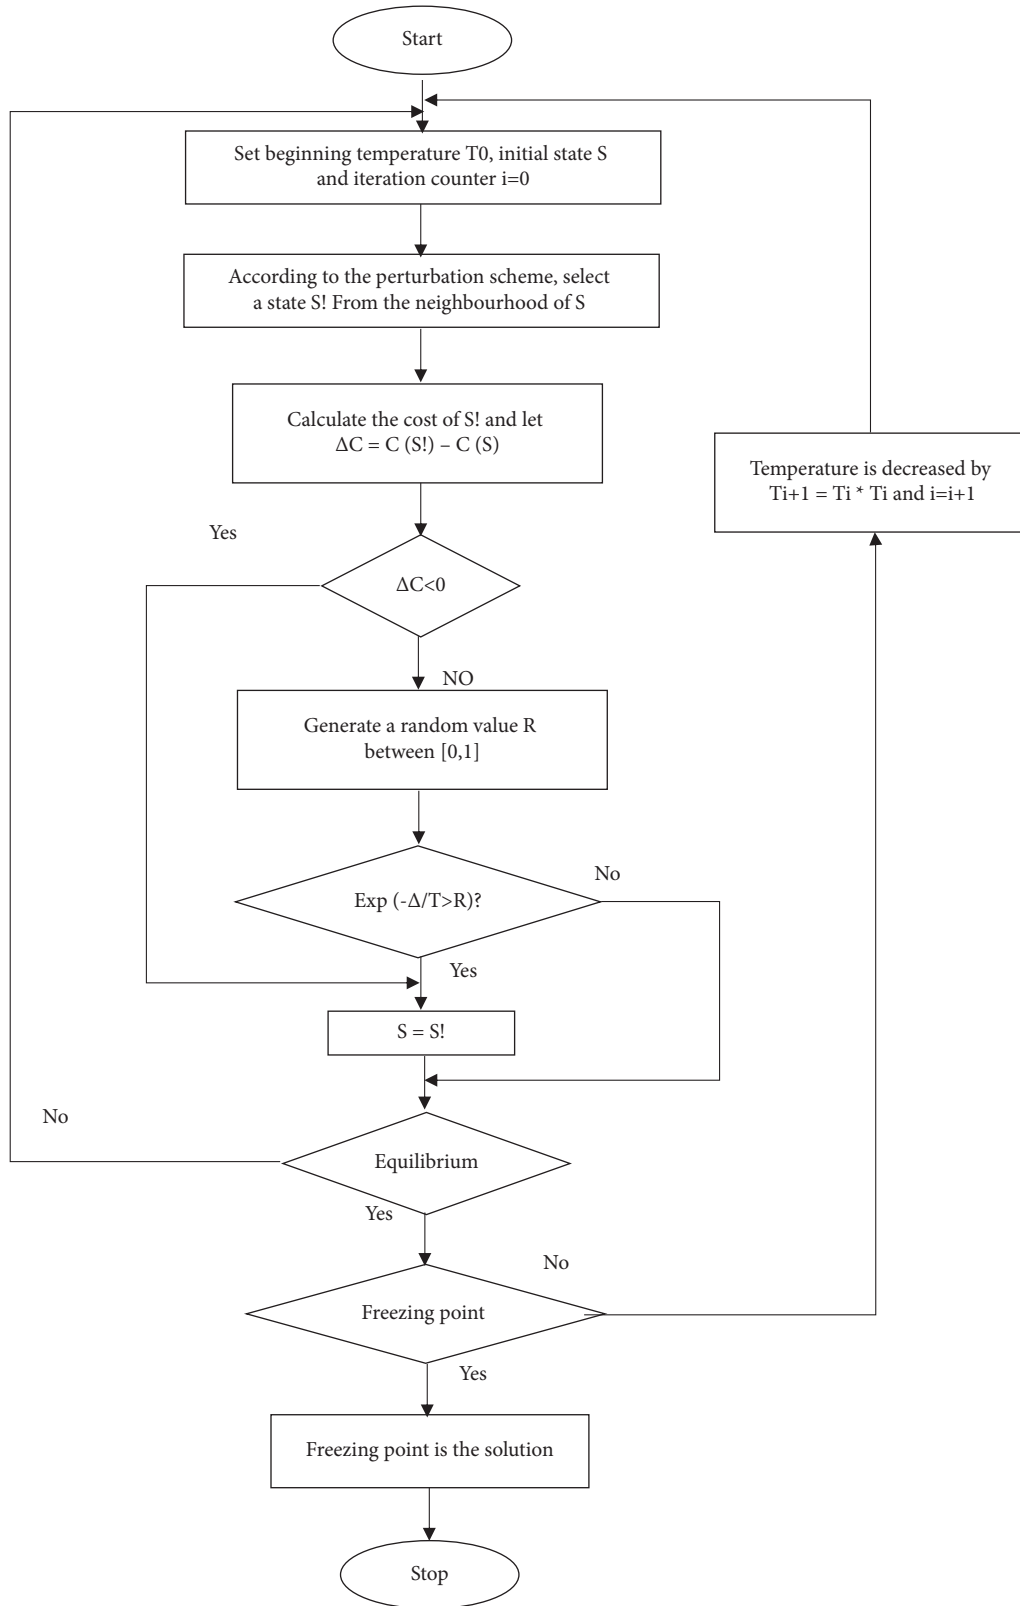 Start
Set beginning temperature T0, initial state S
and iteration counter i=0
According to the perturbation scheme, select
a state S! From the neighbourhood of S
Calculate the cost of S! and let
ΔC = C (S!) – C (S)
Temperature is decreased by
Ti+1 = Ti * Ti and i=i+1
Yes
ΔC<0
NO
Generate a random value R
between [0,1]
No
Exp (-Δ/T>R)?
Yes
S = S!
No
Equilibrium
Yes
No
Freezing point
Yes
Freezing point is the solution
Stop